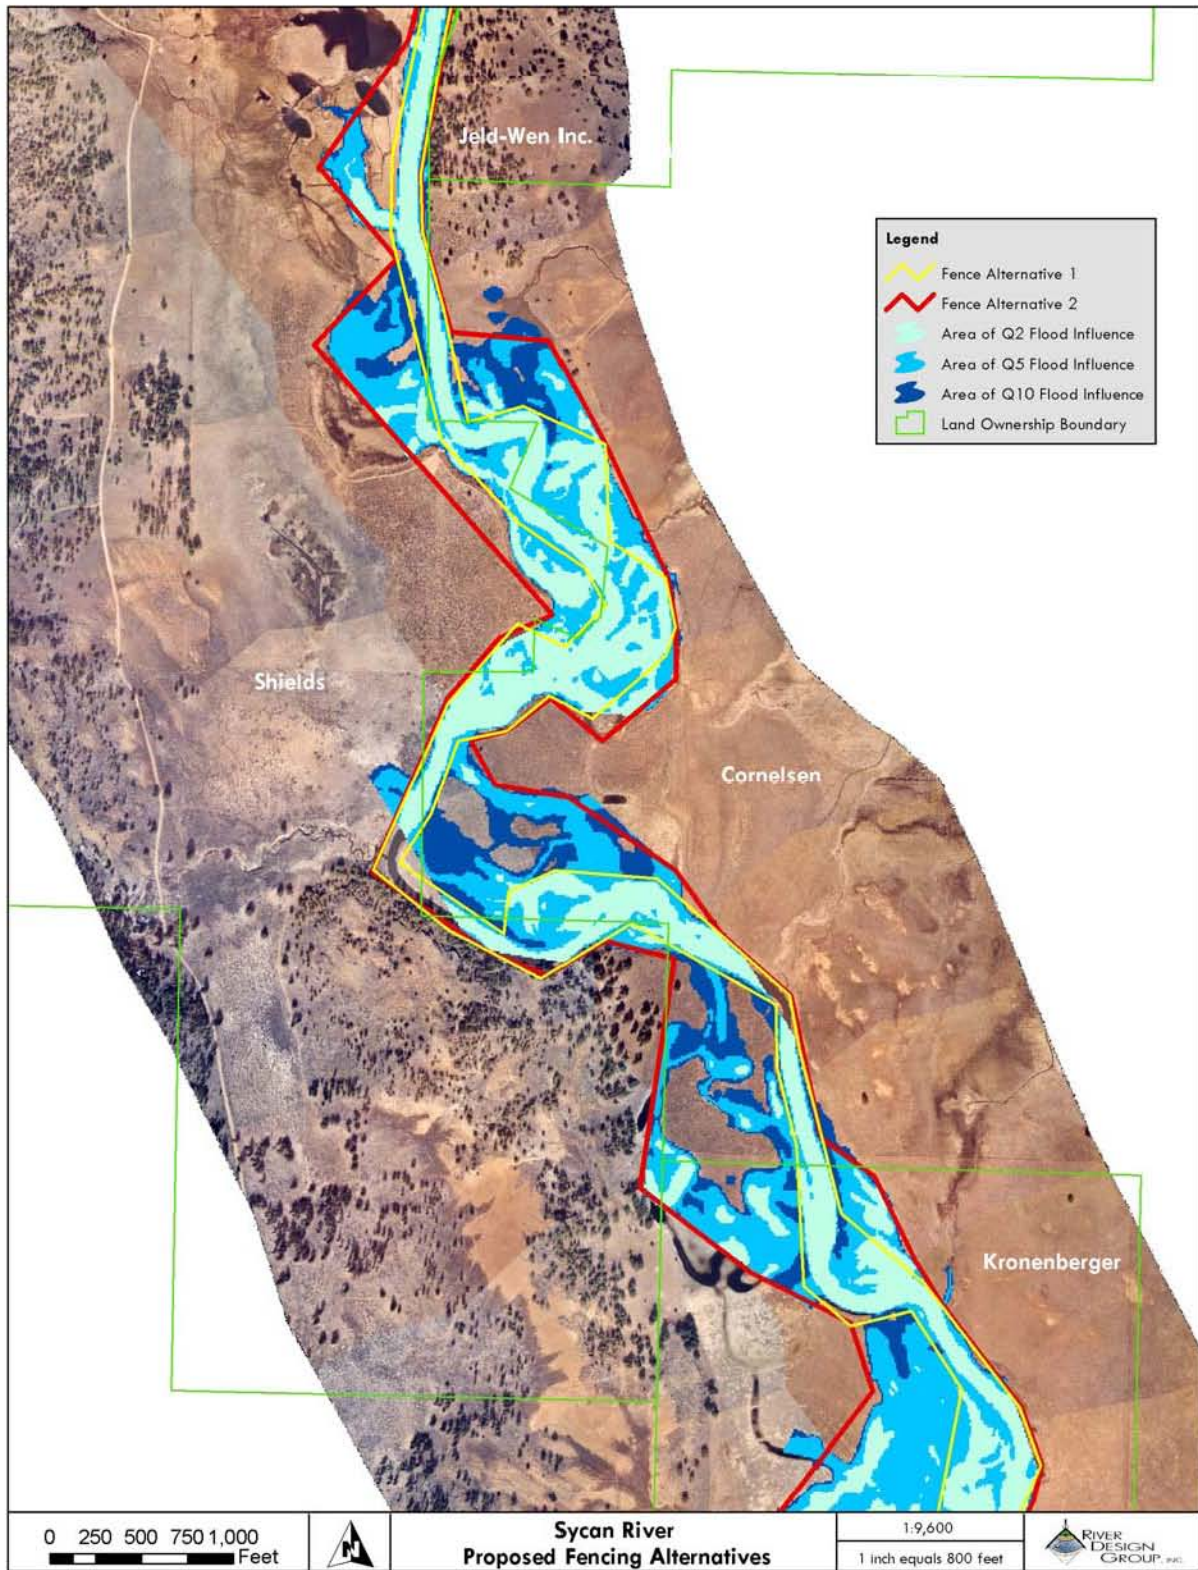 Jeld-Wen Inc.
Legend
Fence Alternative 1
Fence Alternative 2
Area of Q2 Flood Influence
Area of Q5 Flood Influence
Area of Q10 Flood Influence
Land Ownership Boundary
Shields
Cornelsen
Kronenberger
0 250 500 750 1,000
Feet
N
Sycan River
Proposed Fencing Alternatives
1:9,600
1 inch equals 800 feet
RIVER
DESIGN
GROUP, INC.